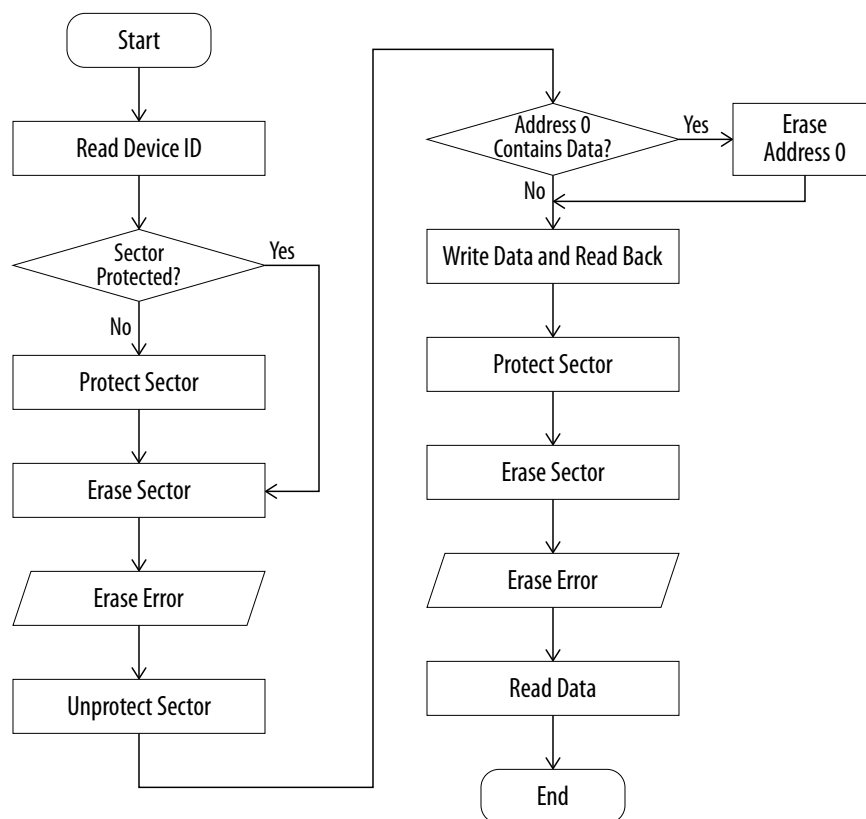 Start
Read Device ID
Sector
Protected?
Yes
No
Protect Sector
Erase Sector
Erase Error
Unprotect Sector
Address 0
Contains Data?
Yes
Erase
Address 0
No
Write Data and Read Back
Protect Sector
Erase Sector
Erase Error
Read Data
End